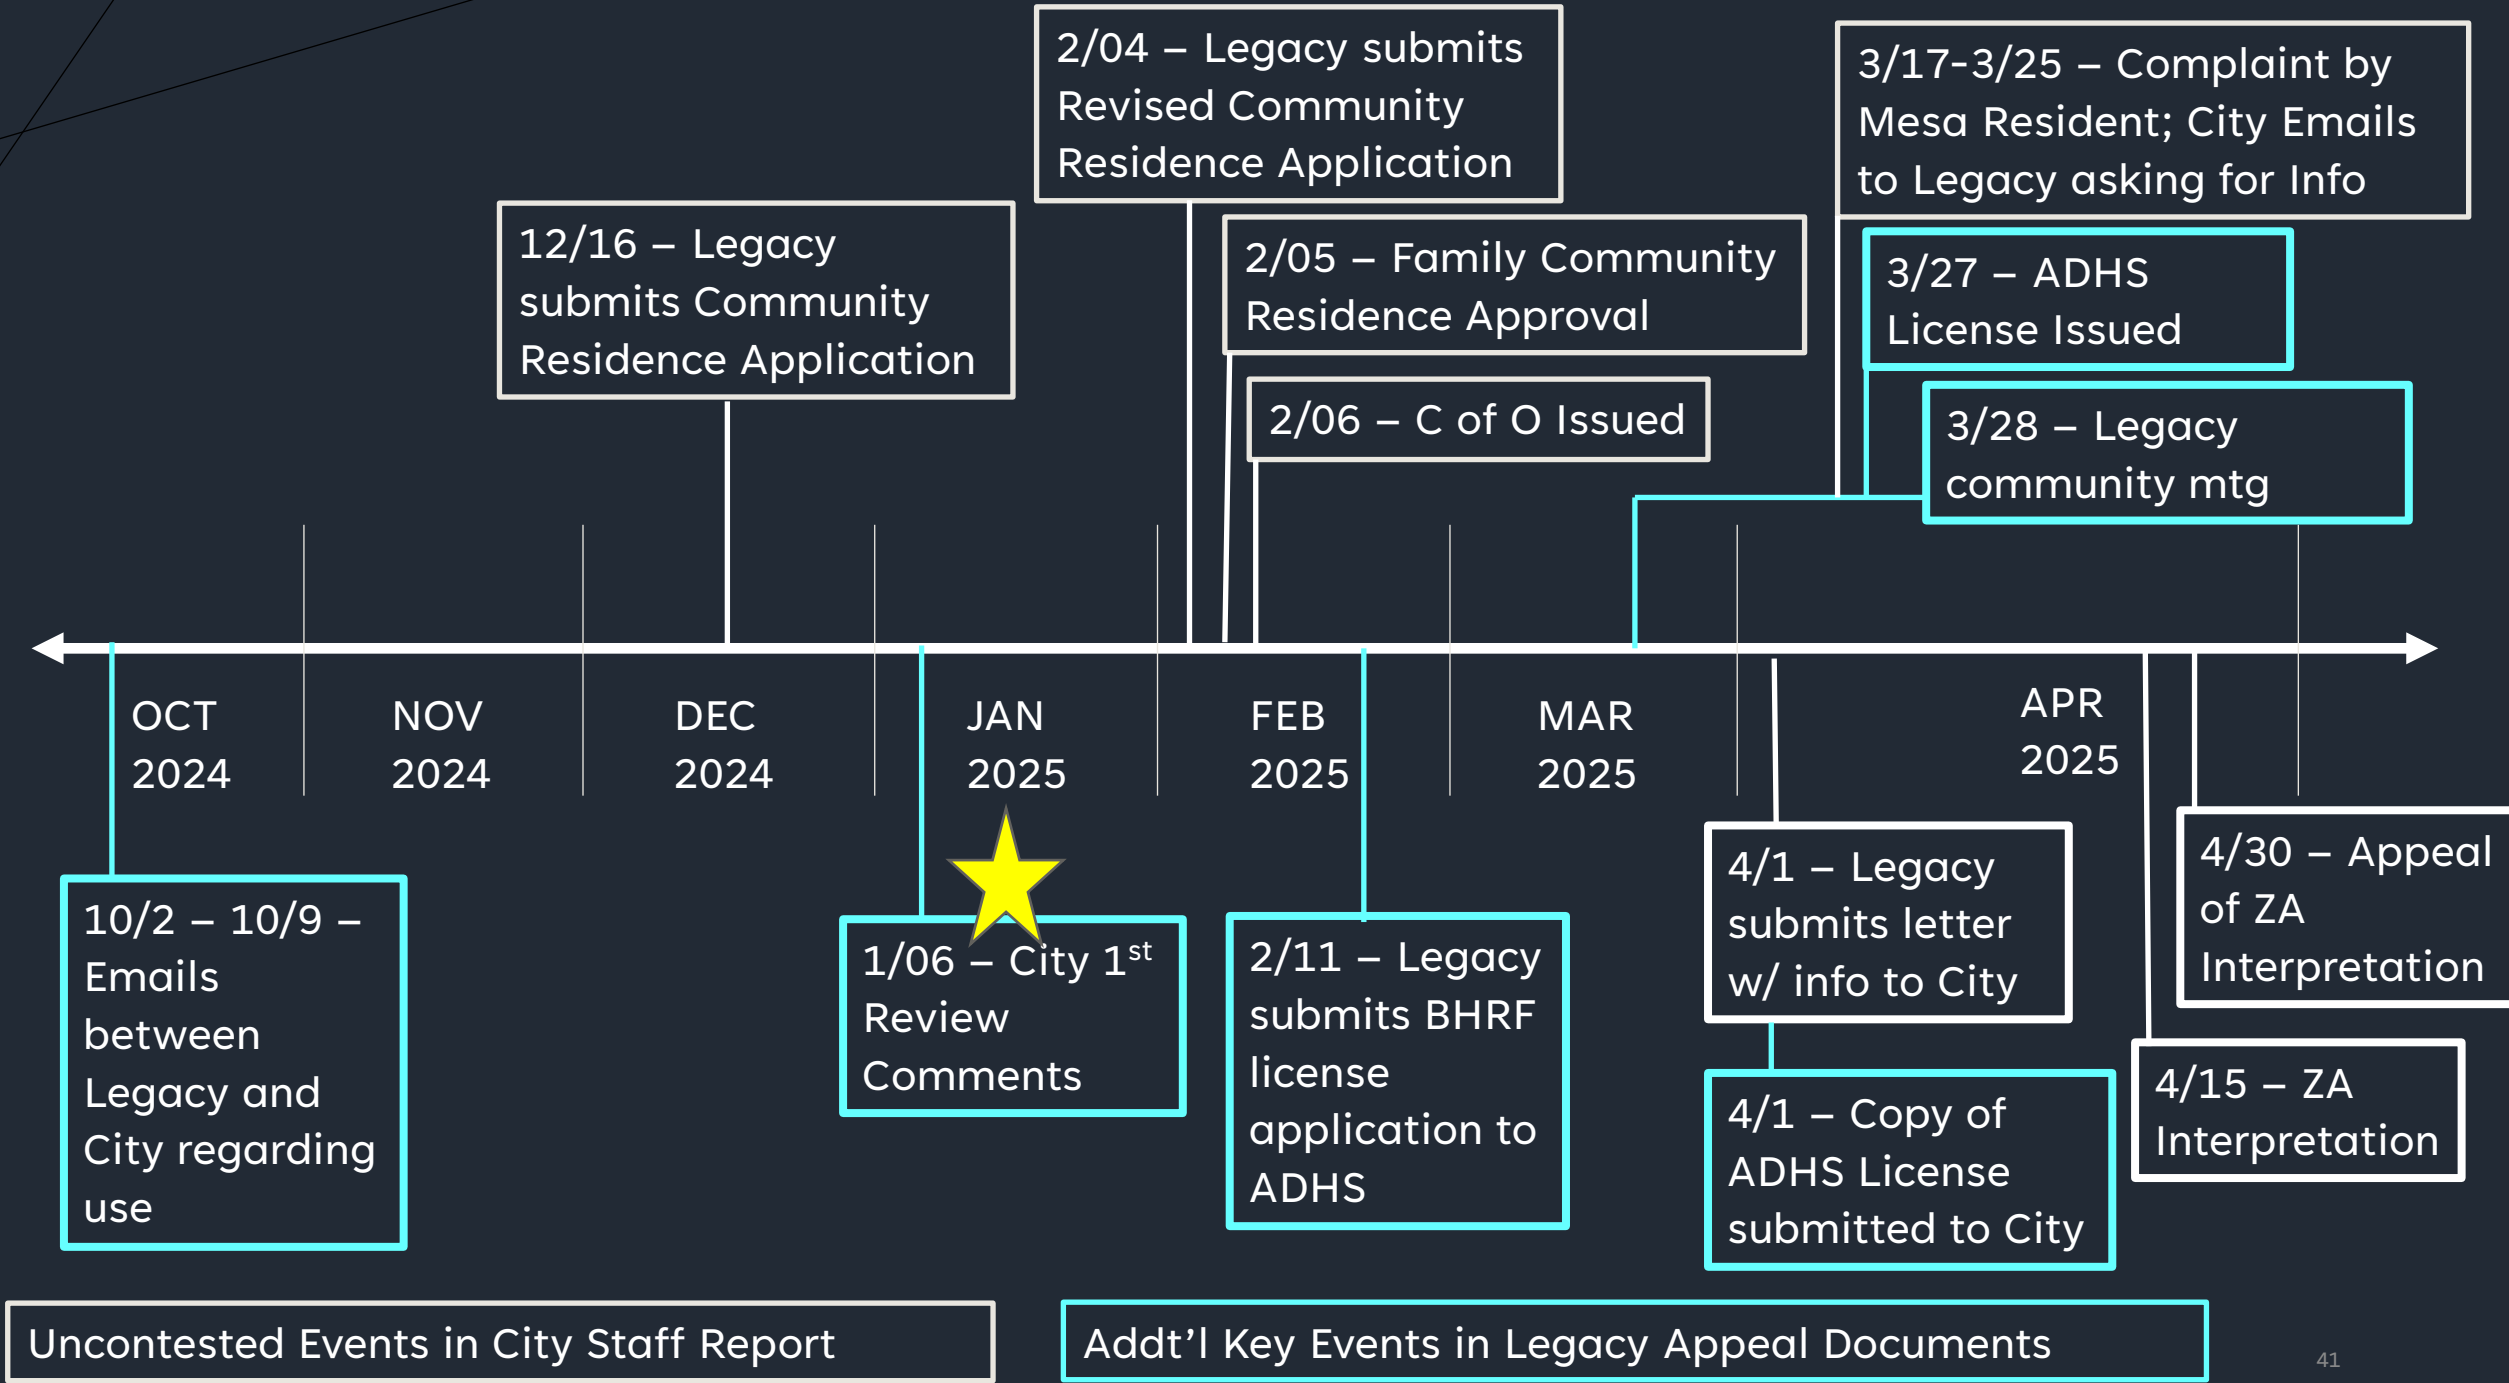 2/04 – Legacy submits
Revised Community
Residence Application
3/17-3/25 – Complaint by
Mesa Resident; City Emails
to Legacy asking for Info
12/16 – Legacy
submits Community
Residence Application
2/05 – Family Community
Residence Approval
3/27 – ADHS
License Issued
2/06 – C of O Issued
3/28 – Legacy
community mtg
OCT
2024
NOV
2024
DEC
2024
JAN
2025
FEB
2025
MAR
2025
APR
2025
10/2 – 10/9 –
Emails
between
Legacy and
City regarding
use
1/06 – City 1st
Review
Comments
2/11 – Legacy
submits BHRF
license
application to
ADHS
4/1 – Legacy
submits letter
w/ info to City
4/30 – Appeal
of ZA
Interpretation
4/1 – Copy of
ADHS License
submitted to City
4/15 – ZA
Interpretation
Uncontested Events in City Staff Report
Addt’l Key Events in Legacy Appeal Documents
41